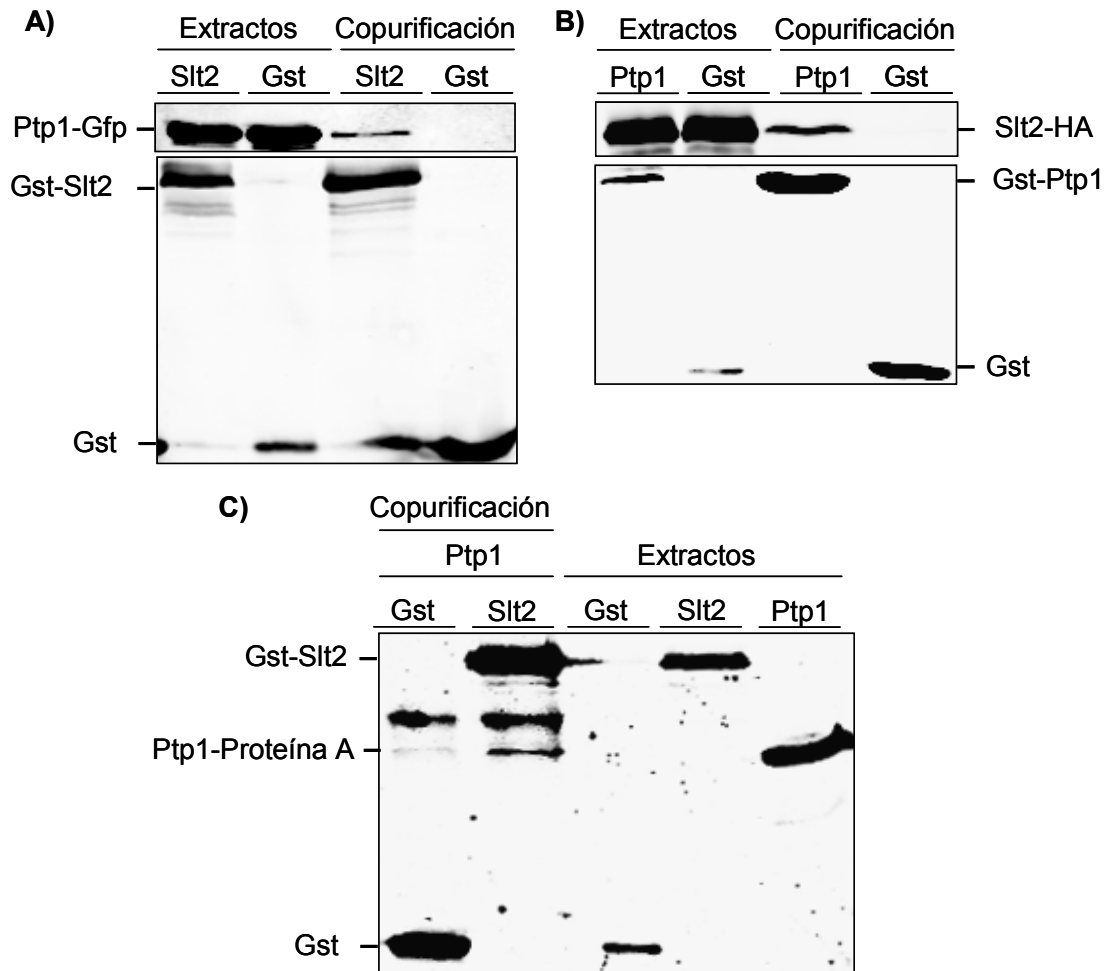 A)
Extractos Copurificación
Slt2 Gst Slt2 Gst
Ptp1-Gfp
Gst-Slt2
Gst
B)
Extractos Copurificación
Ptp1 Gst Ptp1 Gst
Slt2-HA
Gst-Ptp1
Gst
C)
Copurificación
Ptp1 Extractos
Gst Slt2 Gst Slt2 Ptp1
Gst-Slt2
Ptp1-Proteína A
Gst